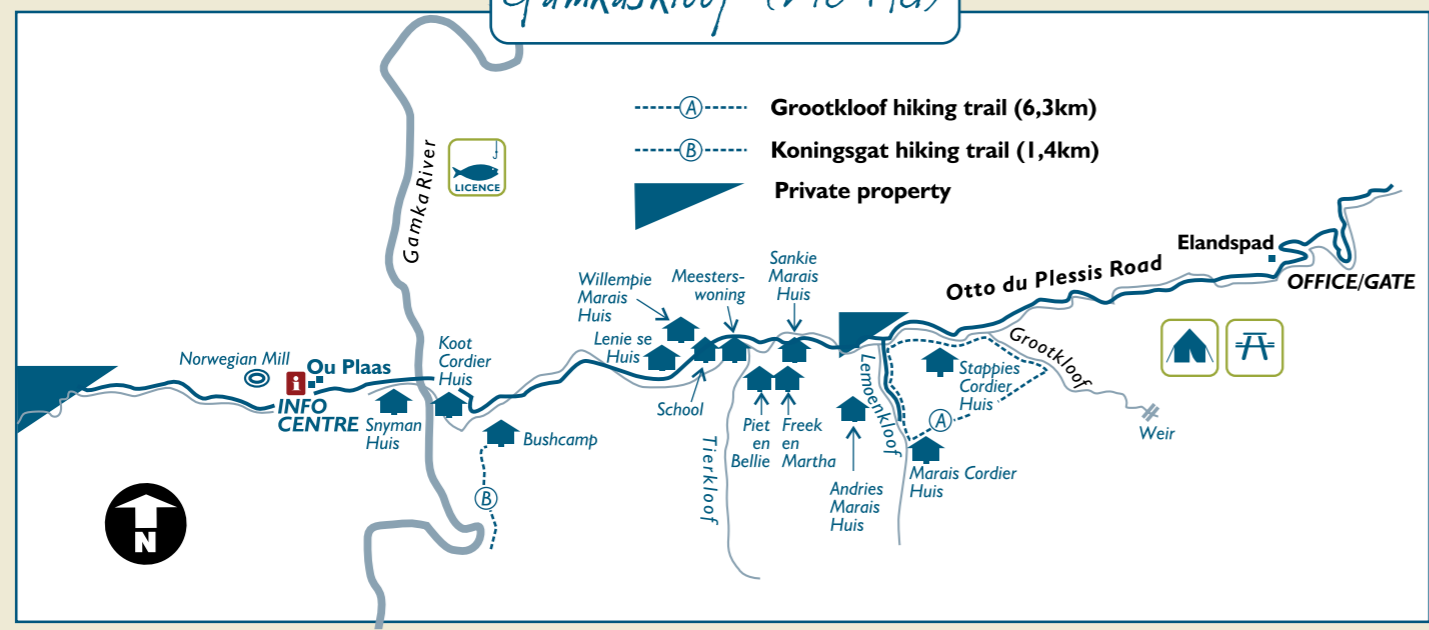 Gamkaskloof (Die Hel)
A Grootkloof hiking trail (6,3km)
B Koningsgat hiking trail (1,4km)
Private property
Gamka River
LICENCE
Elandspad
OFFICE/GATE
Otto du Plessis Road
Sankie
Marais
Huis
Meesters-
woning
Willempie
Marais
Huis
Lenie se
Huis
Koot
Cordier
Huis
Norwegian Mill
i
Ou Plaas
INFO
CENTRE
Snyman
Huis
Bushcamp
B
School
Tierkloof
Piet
en
Bellie
Freek
en
Martha
Andries
Marais
Huis
Lemoenkloof
Stappies
Cordier
Huis
A
Marais Cordier
Huis
Grootkloof
Weir
N